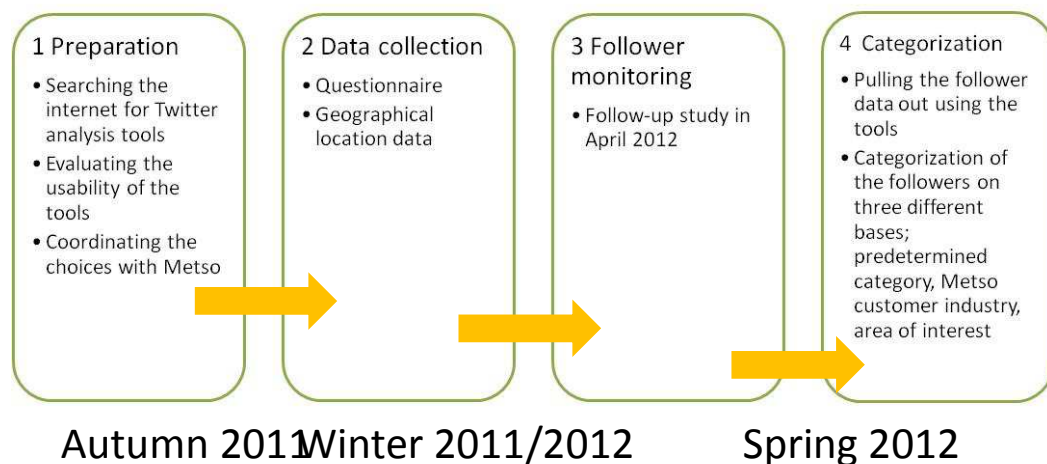 1 Preparation
• Searching the
internet for Twitter
analysis tools
• Evaluating the
usability of the
tools
• Coordinating the
choices with Metso
2 Data collection
• Questionnaire
• Geographical
location data
3 Follower
monitoring
• Follow-up study in
April 2012
4 Categorization
• Pulling the follower
data out using the
tools
• Categorization of
the followers on
three different
bases;
predetermined
category, Metso
customer industry,
area of interest
Autumn 2011
Winter 2011/2012
Spring 2012